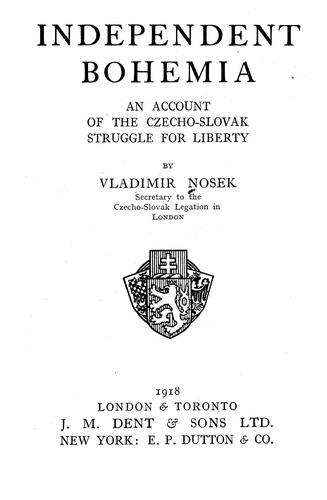 INDEPENDENT
BOHEMIA
AN ACCOUNT
OF THE CZECHO-SLOVAK
STRUGGLE FOR LIBERTY
BY
VLADIMIR NOSEK
Secretary to the
Czecho-Slovak Legation in
LONDON
1918
LONDON & TORONTO
J. M. DENT & SONS LTD.
NEW YORK: E. P. DUTTON & CO.